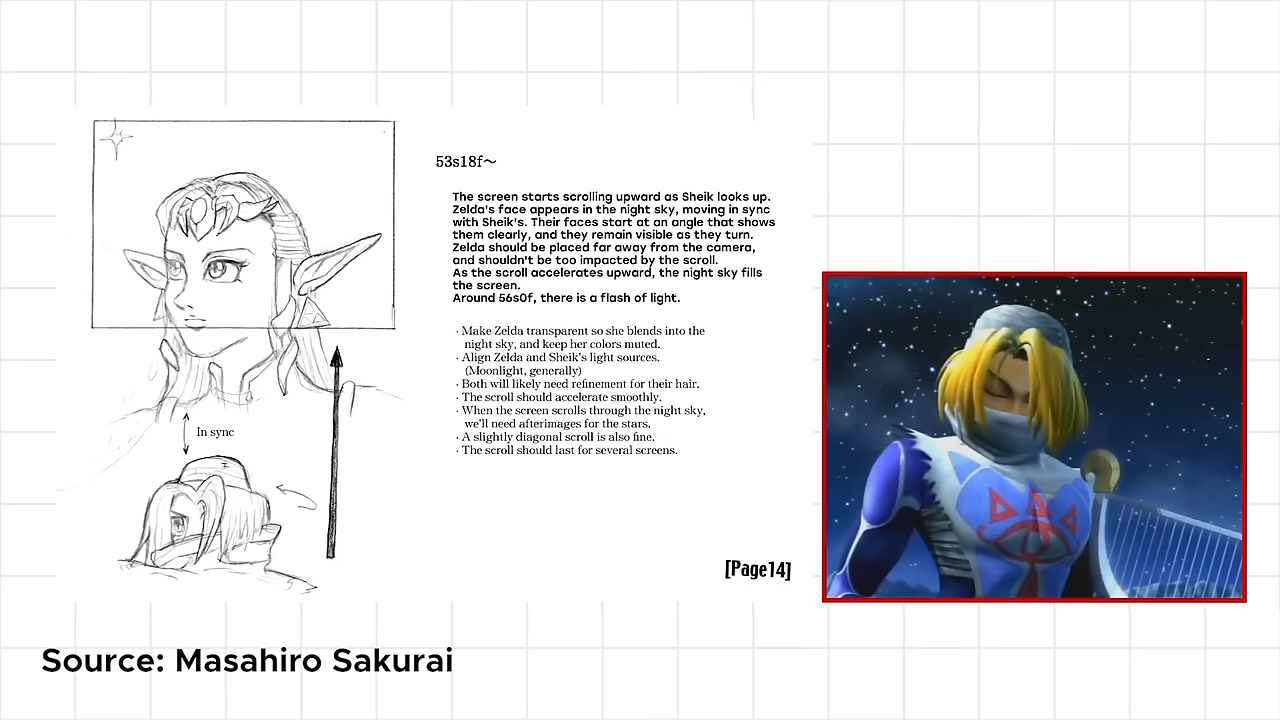 53s18f～
The screen starts scrolling upward as Sheik looks up.
Zelda's face appears in the night sky, moving in sync
with Sheik's. Their faces start at an angle that shows
them clearly, and they remain visible as they turn.
Zelda should be placed far away from the camera,
and shouldn't be too impacted by the scroll.
As the scroll accelerates upward, the night sky fills
the screen.
Around 56s0f, there is a flash of light.
· Make Zelda transparent so she blends into the
night sky, and keep her colors muted.
· Align Zelda and Sheik's light sources.
(Moonlight, generally)
· Both will likely need refinement for their hair.
· The scroll should accelerate smoothly.
· When the screen scrolls through the night sky,
we'll need afterimages for the stars.
· A slightly diagonal scroll is also fine.
· The scroll should last for several screens.
In sync
[Page14]
Source: Masahiro Sakurai